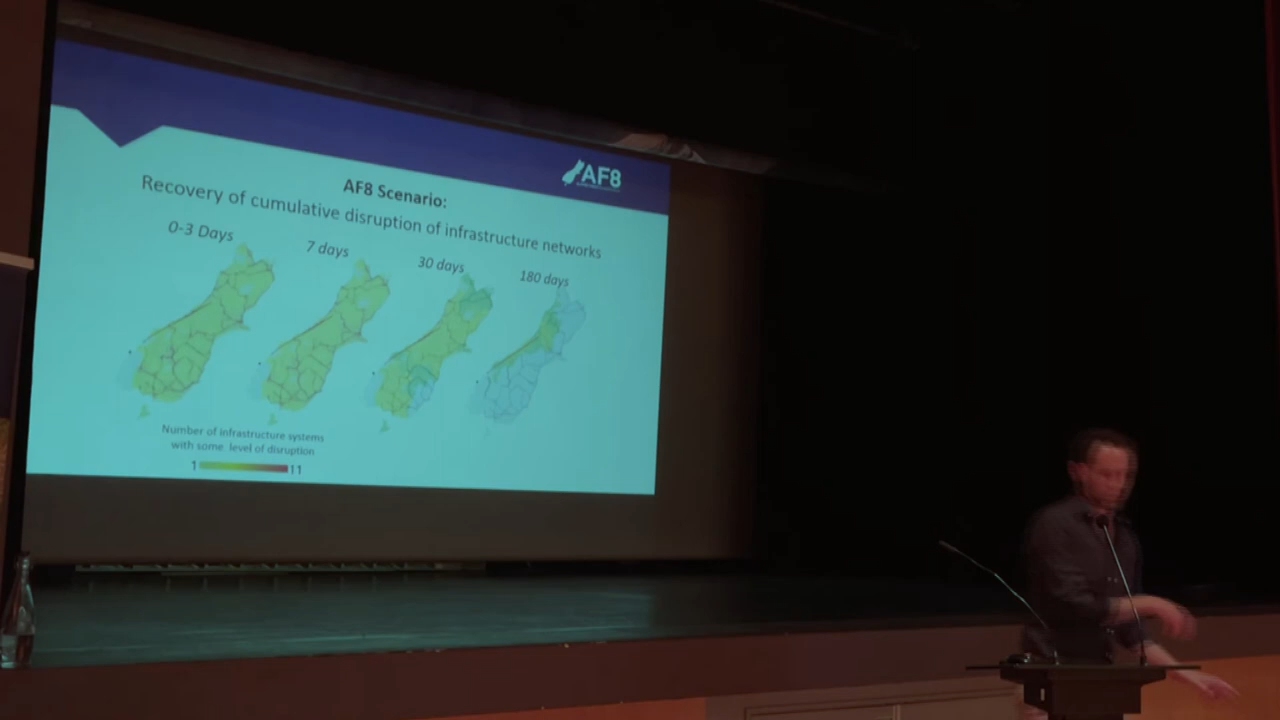 AF8
AF8 Scenario:
Recovery of cumulative disruption of infrastructure networks
0-3 Days
7 days
30 days
180 days
Number of infrastructure systems
with some level of disruption
1
11